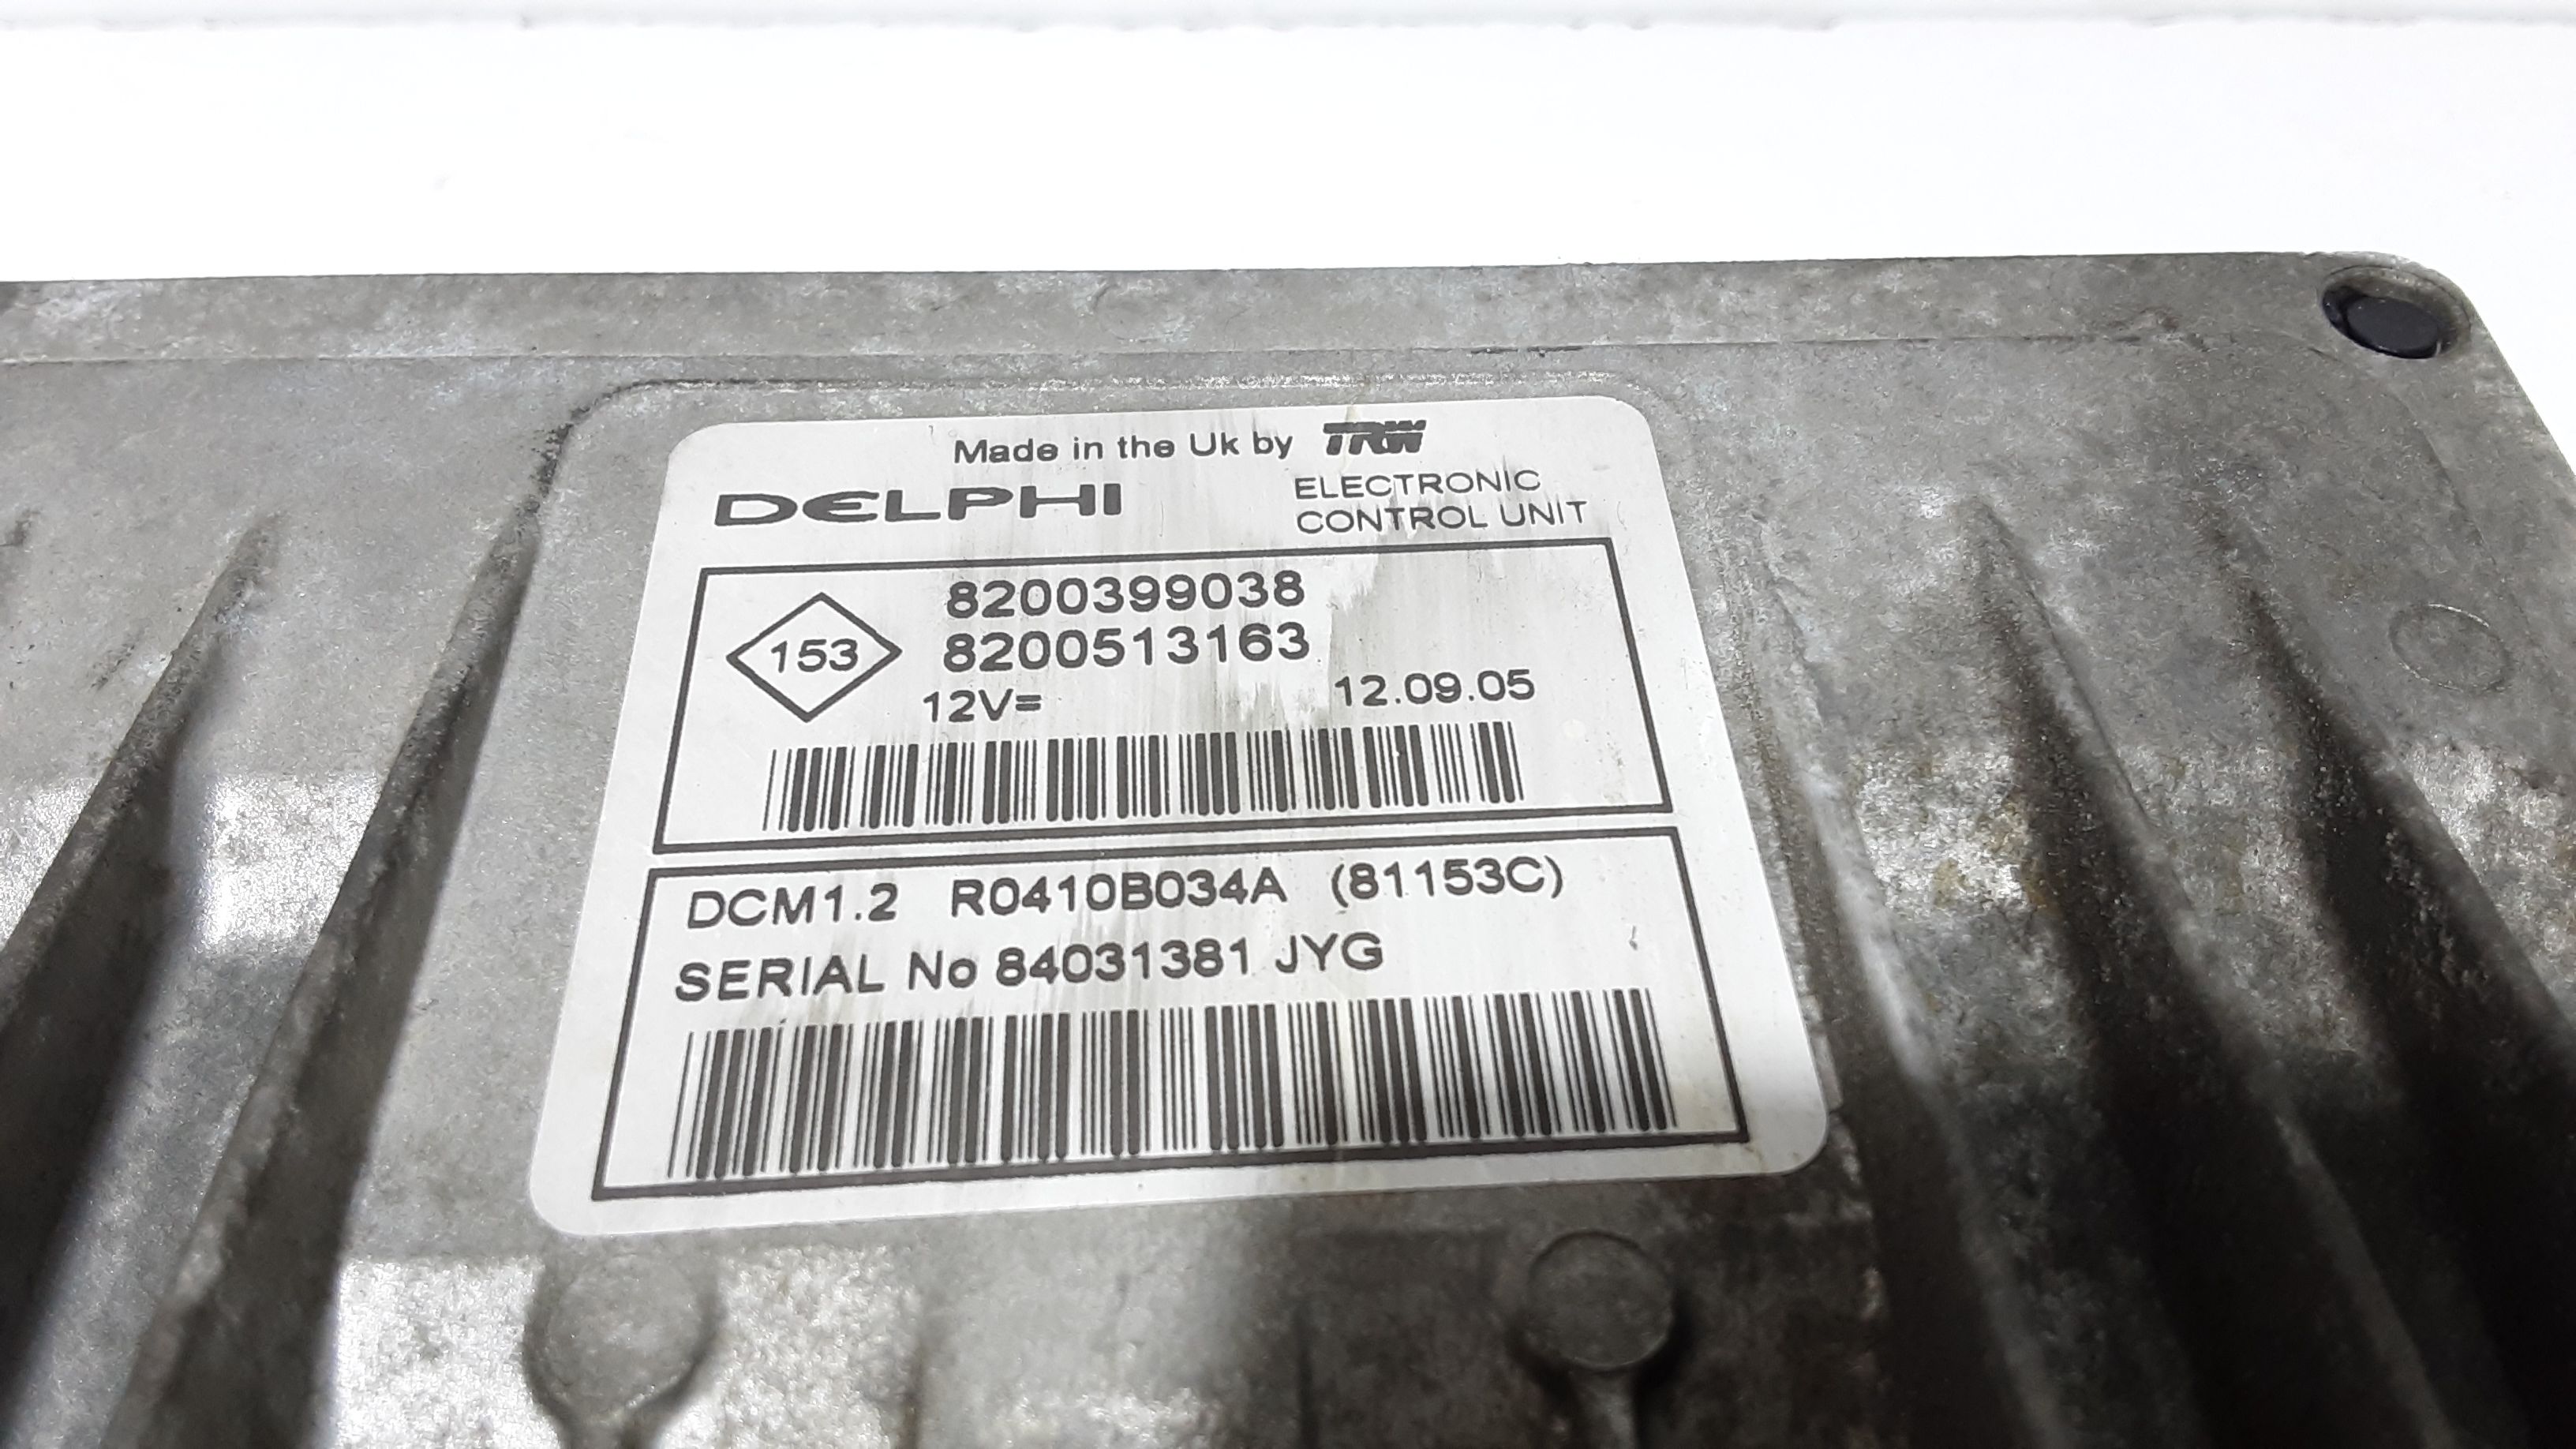 Made in the Uk by TRW
DELPHI
ELECTRONIC
CONTROL UNIT
153
8200399038
8200513163
12V=
12.09.05
DCM1.2 R0410B034A (81153C)
SERIAL No 84031381 JYG